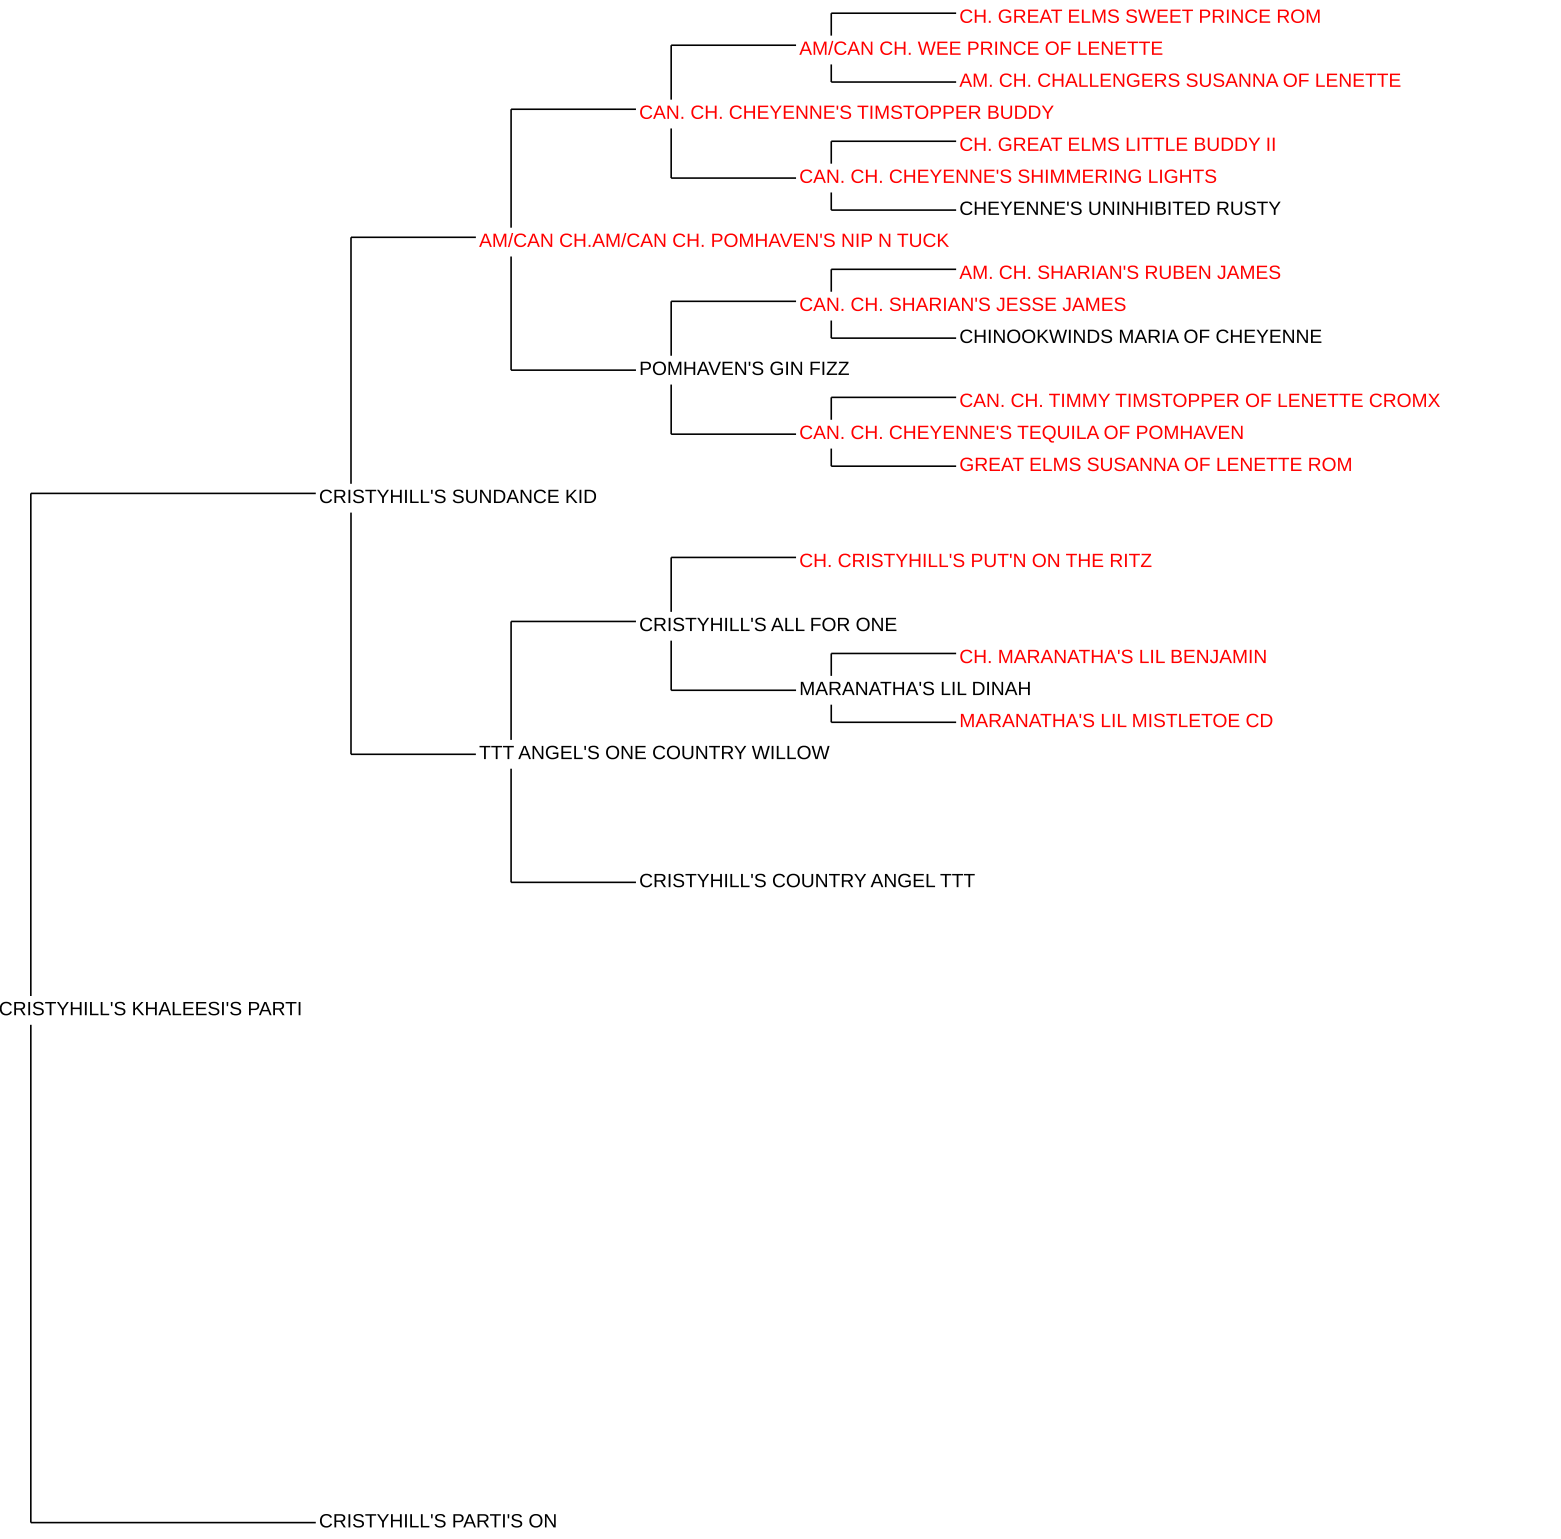 CH. GREAT ELMS SWEET PRINCE ROM
AM/CAN CH. WEE PRINCE OF LENETTE
AM. CH. CHALLENGERS SUSANNA OF LENETTE
CAN. CH. CHEYENNE'S TIMSTOPPER BUDDY
CH. GREAT ELMS LITTLE BUDDY II
CAN. CH. CHEYENNE'S SHIMMERING LIGHTS
CHEYENNE'S UNINHIBITED RUSTY
AM/CAN CH.AM/CAN CH. POMHAVEN'S NIP N TUCK
AM. CH. SHARIAN'S RUBEN JAMES
CAN. CH. SHARIAN'S JESSE JAMES
CHINOOKWINDS MARIA OF CHEYENNE
POMHAVEN'S GIN FIZZ
CAN. CH. TIMMY TIMSTOPPER OF LENETTE CROMX
CAN. CH. CHEYENNE'S TEQUILA OF POMHAVEN
GREAT ELMS SUSANNA OF LENETTE ROM
CRISTYHILL'S SUNDANCE KID
CH. CRISTYHILL'S PUT'N ON THE RITZ
CRISTYHILL'S ALL FOR ONE
CH. MARANATHA'S LIL BENJAMIN
MARANATHA'S LIL DINAH
MARANATHA'S LIL MISTLETOE CD
TTT ANGEL'S ONE COUNTRY WILLOW
CRISTYHILL'S COUNTRY ANGEL TTT
CRISTYHILL'S KHALEESI'S PARTI
CRISTYHILL'S PARTI'S ON